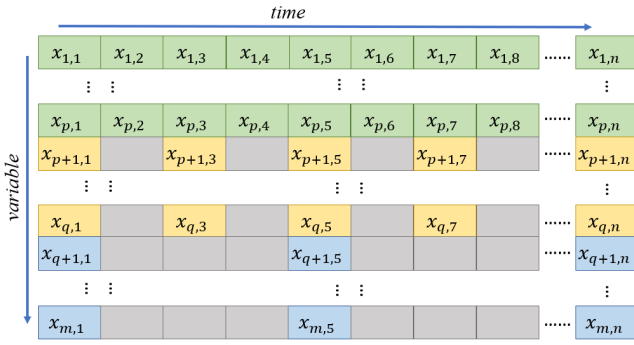 time
variable
x1,1 x1,2 x1,3 x1,4 x1,5 x1,6 x1,7 x1,8 ...... x1,n
⋮ ⋮ ⋮ ⋮ ⋮
xp,1 xp,2 xp,3 xp,4 xp,5 xp,6 xp,7 xp,8 ...... xp,n
xp+1,1 xp+1,3 xp+1,5 xp+1,7 ...... xp+1,n
⋮ ⋮ ⋮ ⋮ ⋮
xq,1 xq,3 xq,5 xq,7 ...... xq,n
xq+1,1 xq+1,5 ...... xq+1,n
⋮ ⋮ ⋮ ⋮ ⋮
xm,1 xm,5 ...... xm,n